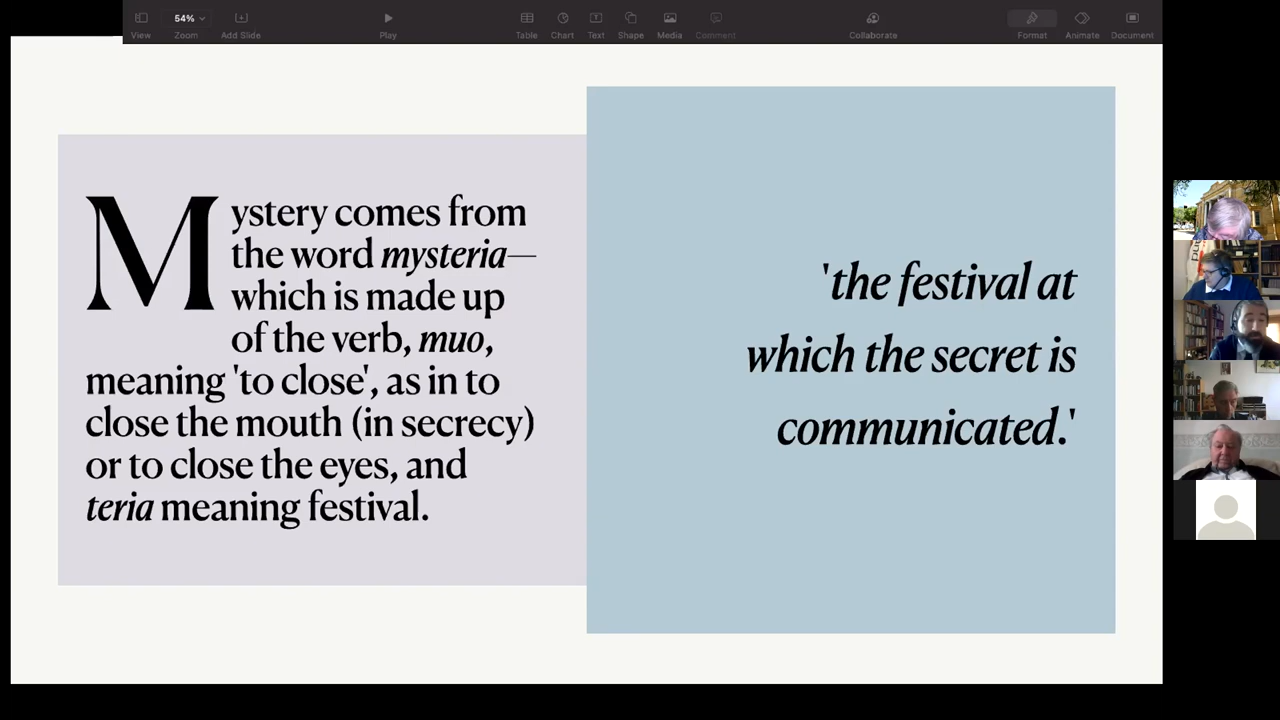 54%
View
Zoom
Add Slide
Play
Table
Chart
Text
Shape
Media
Comment
Collaborate
Format
Animate
Document
Mystery comes from
the word mysteria—
which is made up
of the verb, muo,
meaning 'to close', as in to
close the mouth (in secrecy)
or to close the eyes, and
teria meaning festival.
'the festival at
which the secret is
communicated.'